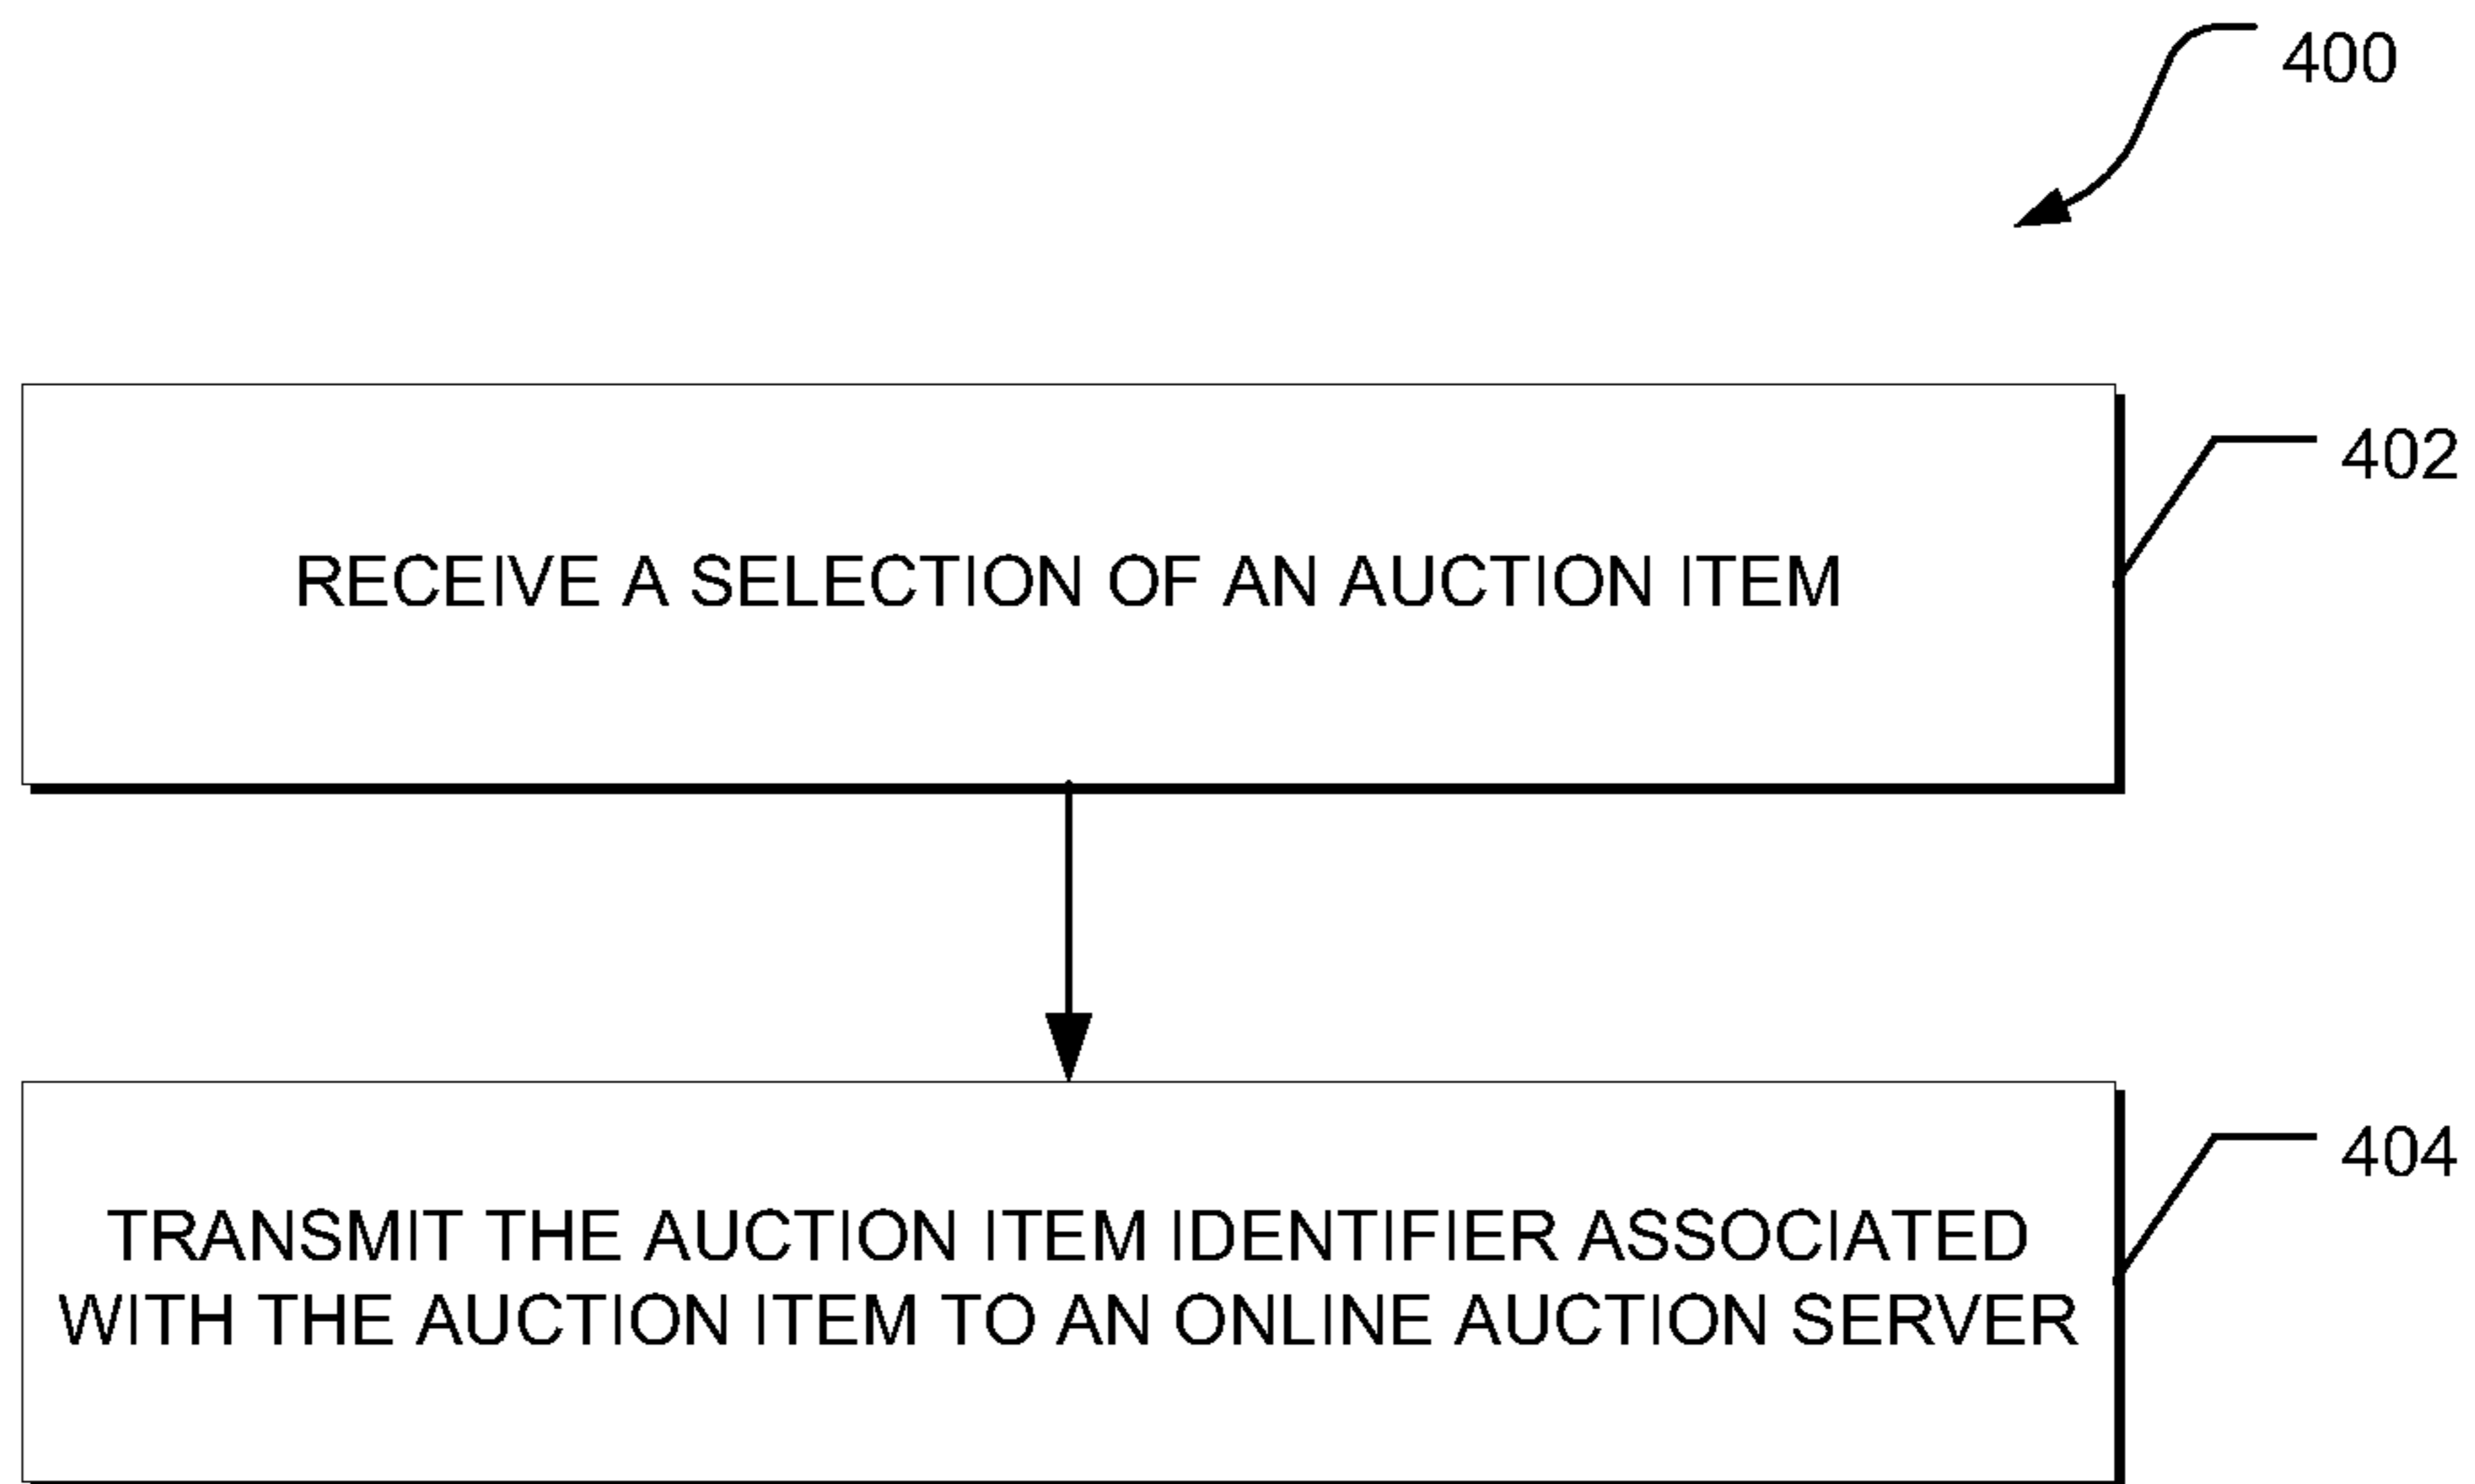 400
402
RECEIVE A SELECTION OF AN AUCTION ITEM
404
TRANSMIT THE AUCTION ITEM IDENTIFIER ASSOCIATED
WITH THE AUCTION ITEM TO AN ONLINE AUCTION SERVER